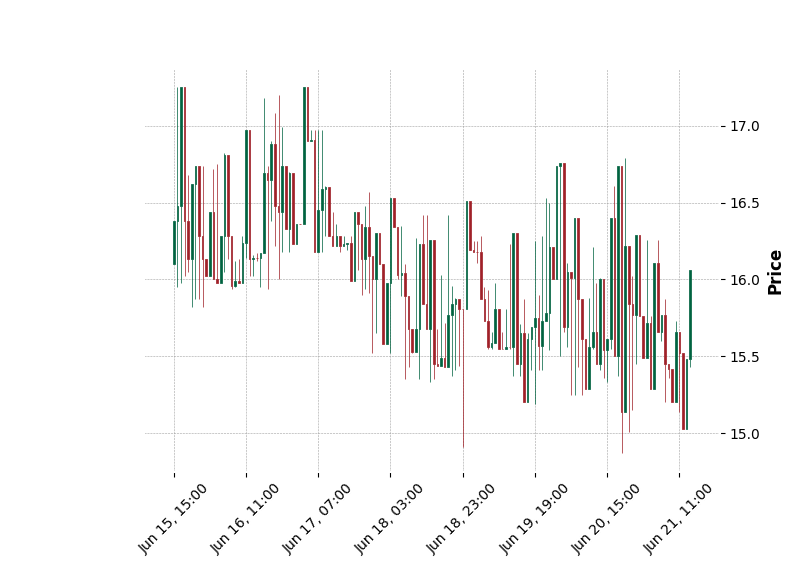 17.0
16.5
16.0
15.5
15.0
Price
Jun 15, 15:00
Jun 16, 11:00
Jun 17, 07:00
Jun 18, 03:00
Jun 18, 23:00
Jun 19, 19:00
Jun 20, 15:00
Jun 21, 11:00